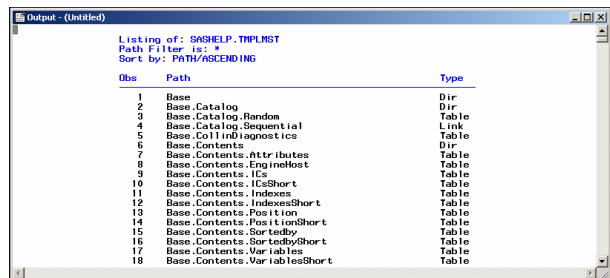 Output - (Untitled)
Listing of: SASHELP.TMPLMST
Path Filter is: *
Sort by: PATH/ASCENDING
Obs Path Type
1 Base Dir
2 Base.Catalog Dir
3 Base.Catalog.Random Table
4 Base.Catalog.Sequential Link
5 Base.CollinDiagnostics Table
6 Base.Contents Dir
7 Base.Contents.Attributes Table
8 Base.Contents.EngineHost Table
9 Base.Contents.ICs Table
10 Base.Contents.ICsShort Table
11 Base.Contents.Indexes Table
12 Base.Contents.IndexesShort Table
13 Base.Contents.Position Table
14 Base.Contents.PositionShort Table
15 Base.Contents.Sortedby Table
16 Base.Contents.SortedbyShort Table
17 Base.Contents.Variables Table
18 Base.Contents.VariablesShort Table